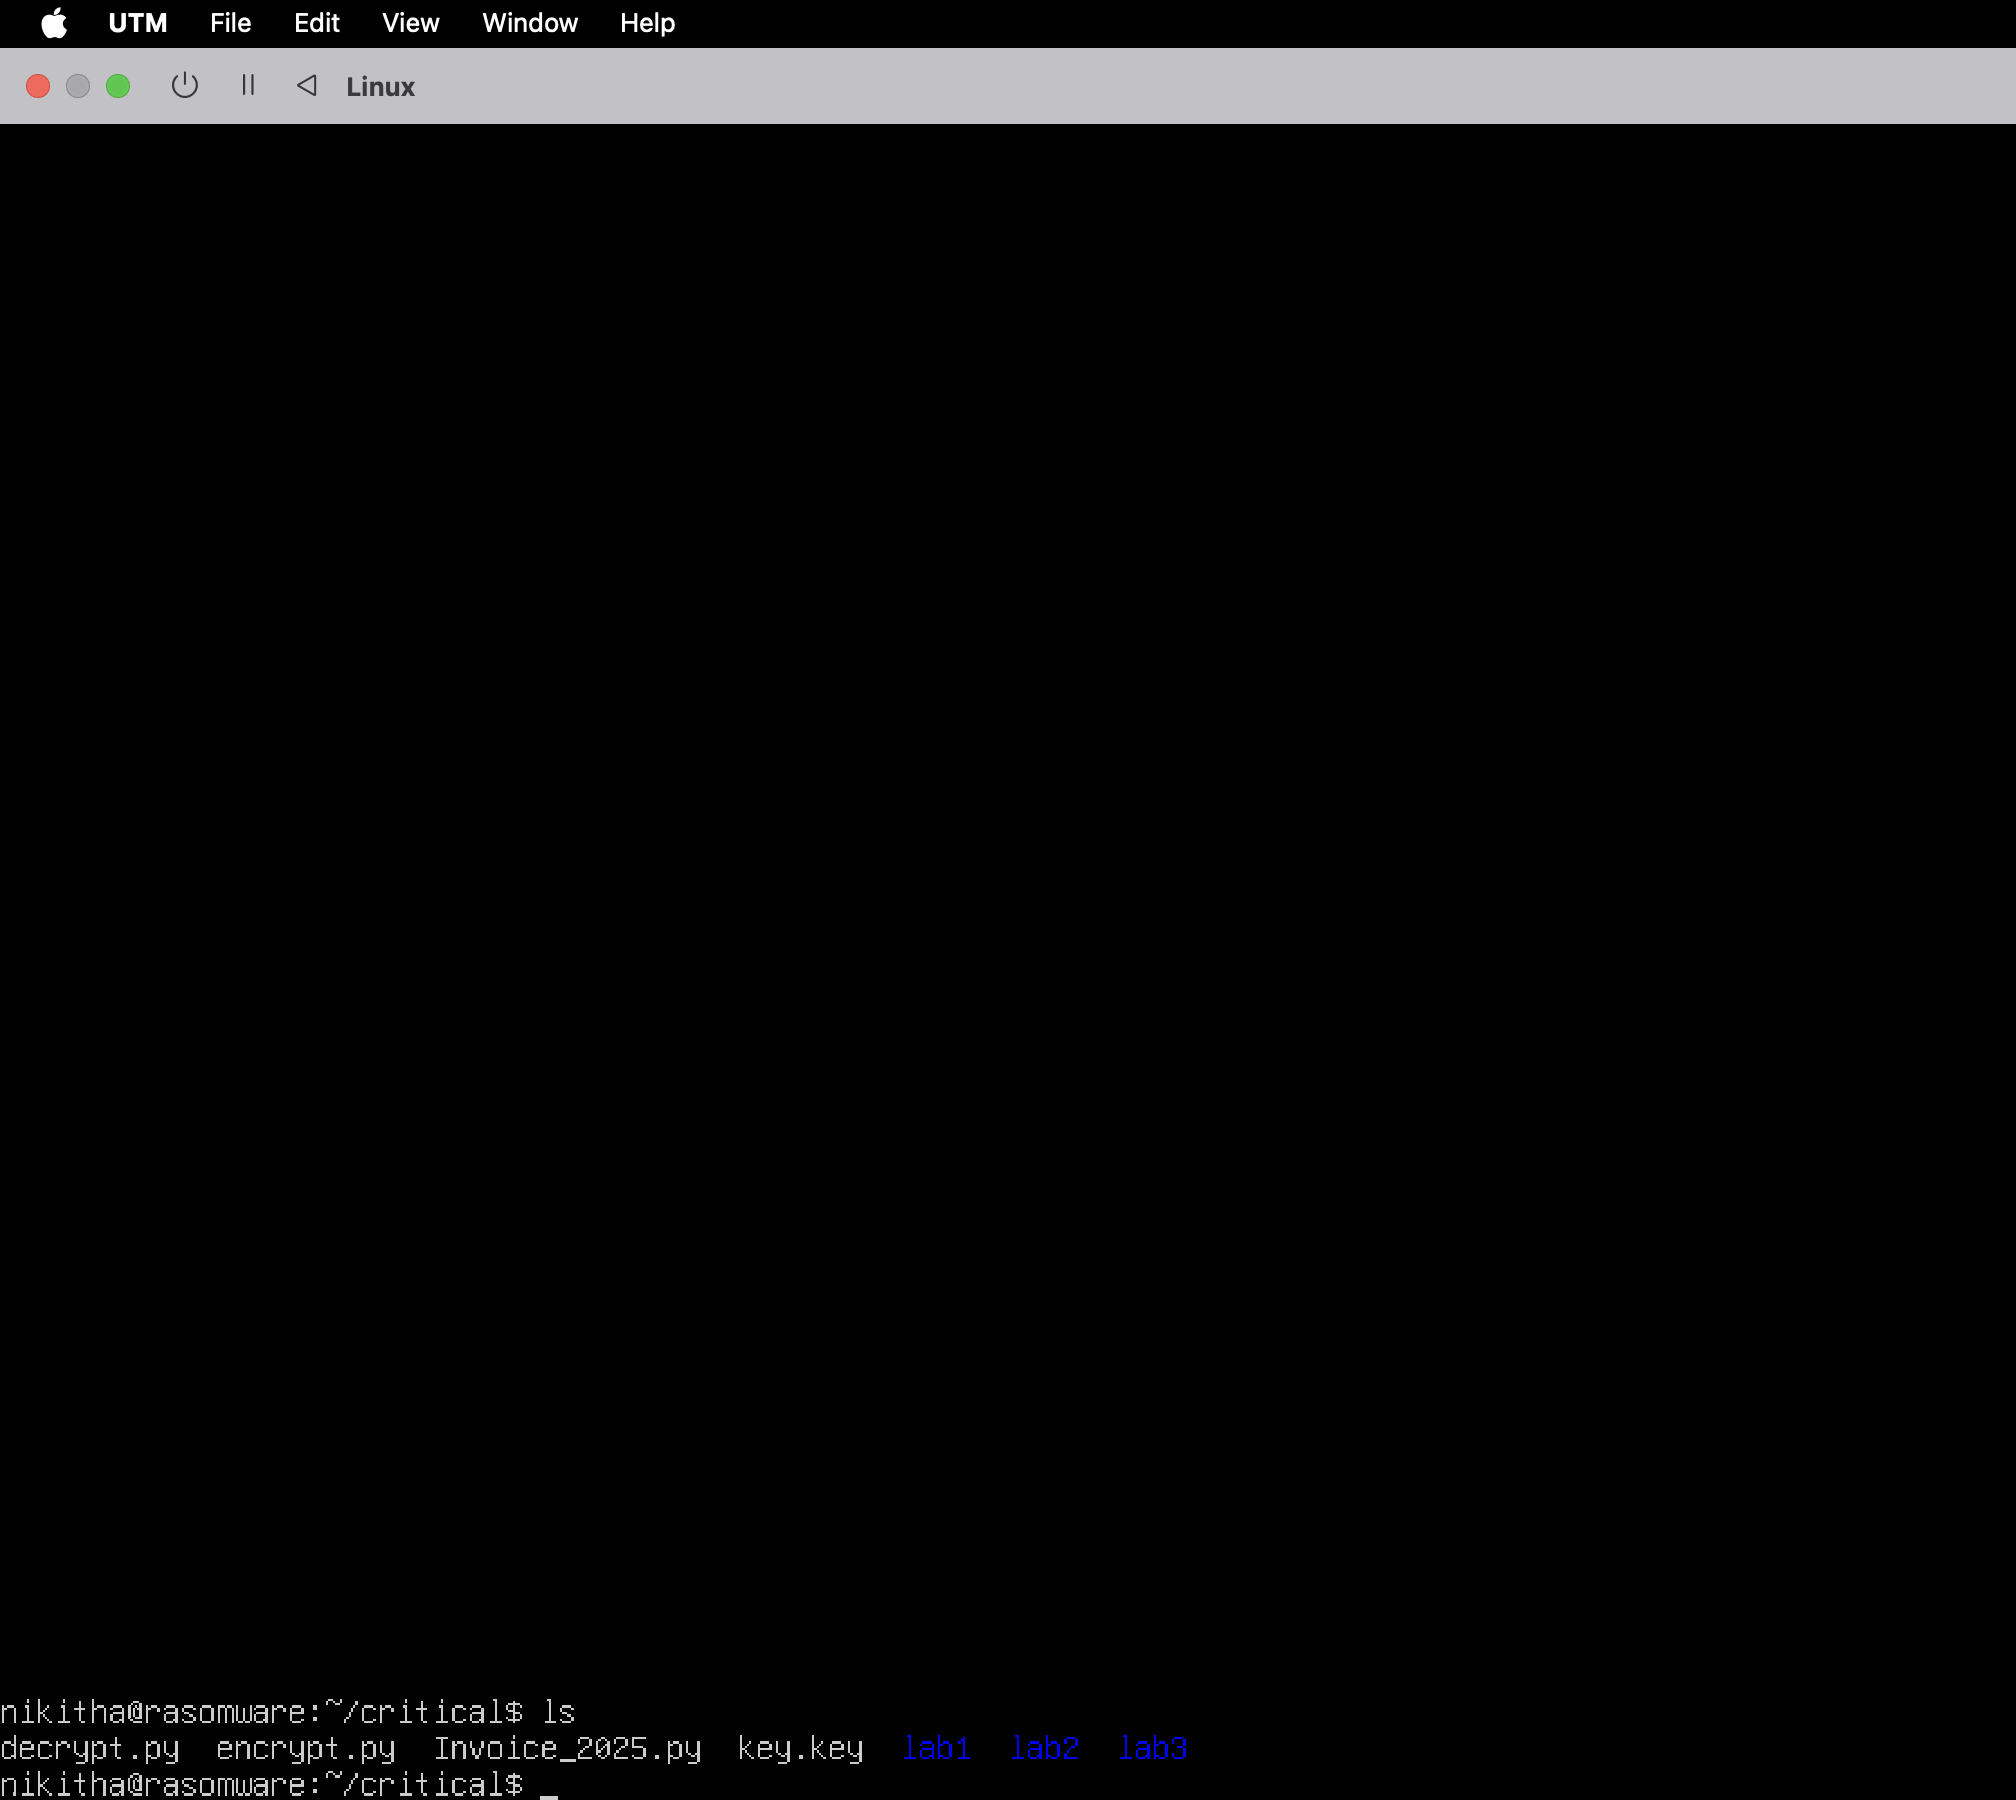 UTM File Edit View Window Help
Linux
nikitha@rasomware:~/critical$ ls
decrypt.py encrypt.py Invoice_2025.py key.key lab1 lab2 lab3
nikitha@rasomware:~/critical$ _